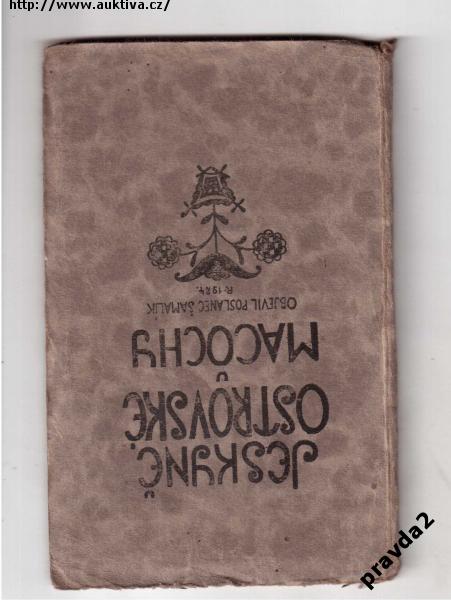 http://www.auktiva.cz/
JESKYNĚ
OSTROVSKÉ
MACOCHY
OBJEVIL POSLANEC ŠAMALÍK
R. 1924.
pravda2